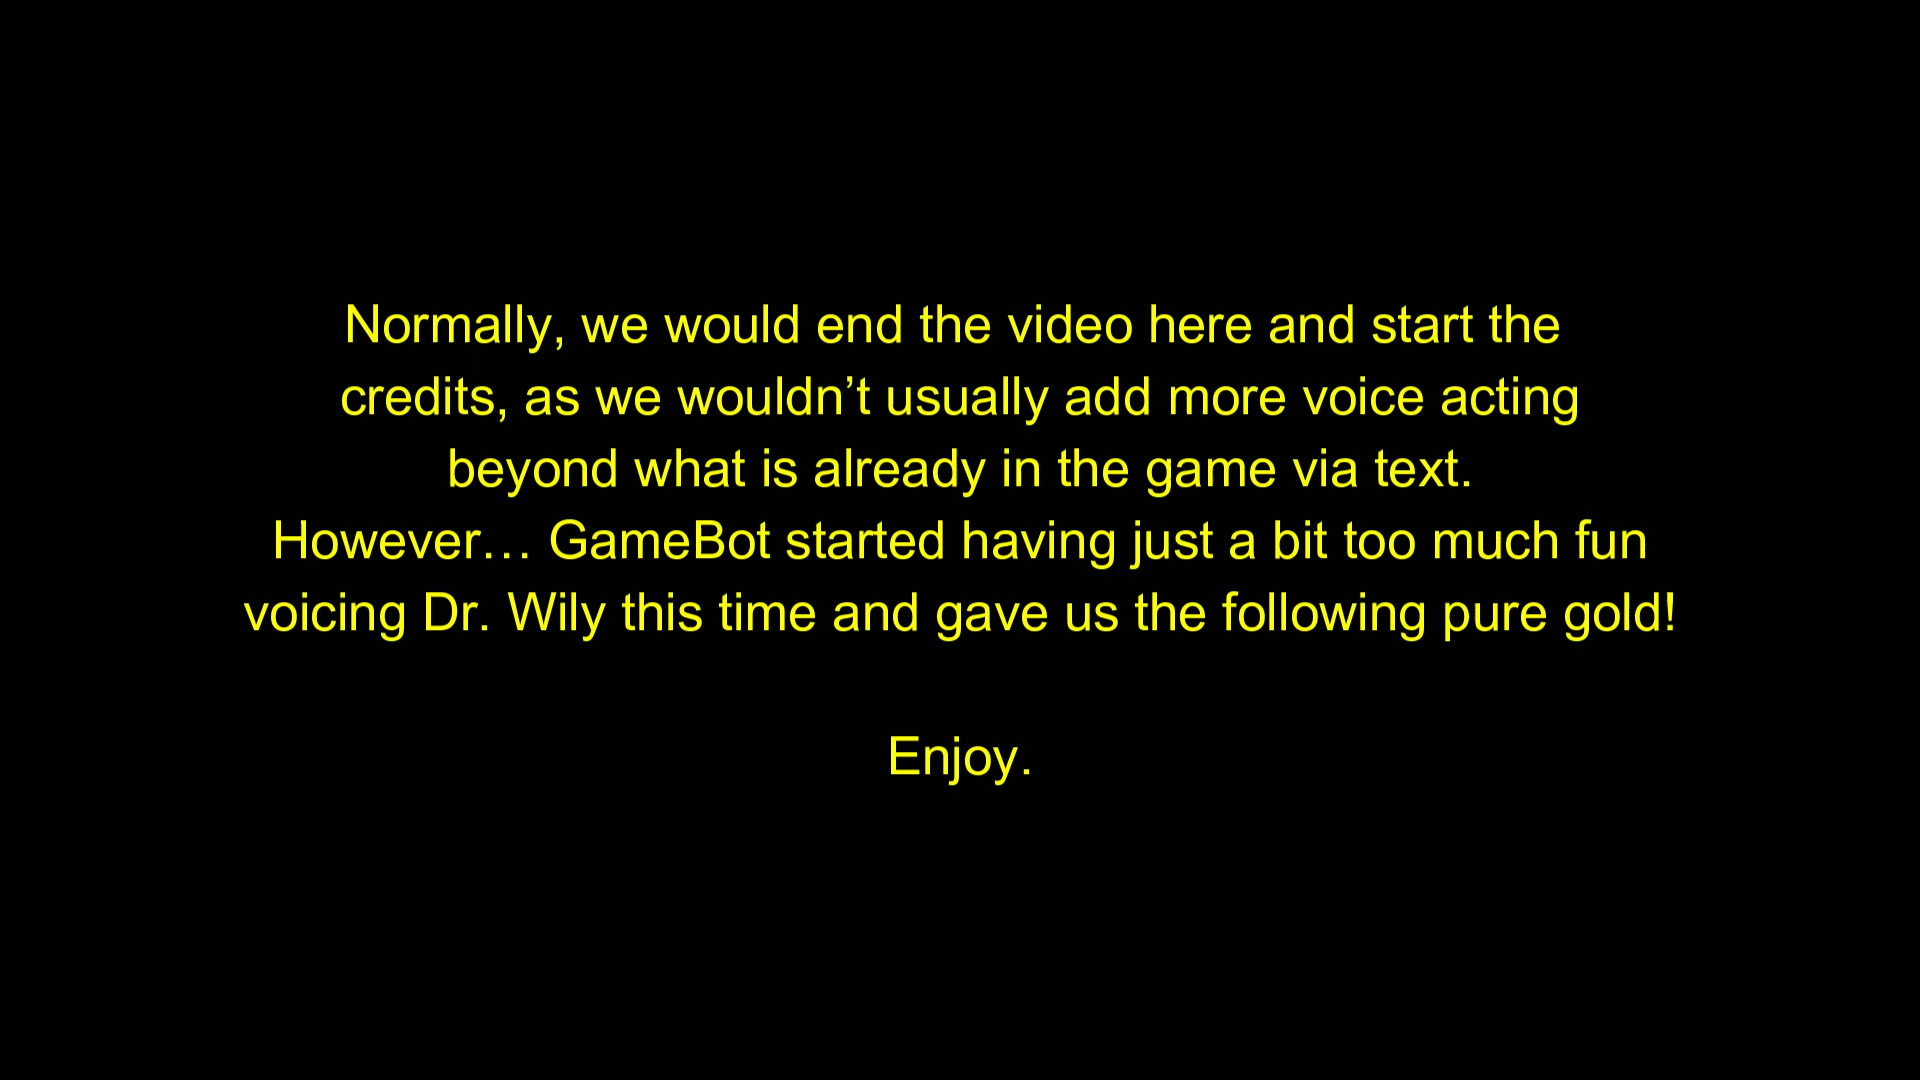 Normally, we would end the video here and start the
credits, as we wouldn’t usually add more voice acting
beyond what is already in the game via text.
However… GameBot started having just a bit too much fun
voicing Dr. Wily this time and gave us the following pure gold!
Enjoy.